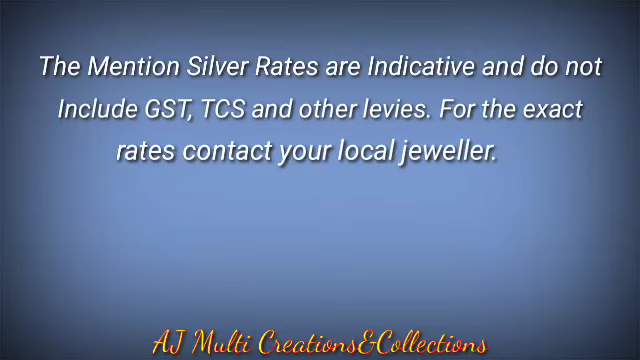 The Mention Silver Rates are Indicative and do not
Include GST, TCS and other levies. For the exact
rates contact your local jeweller.
AJ Multi Creations&Collections